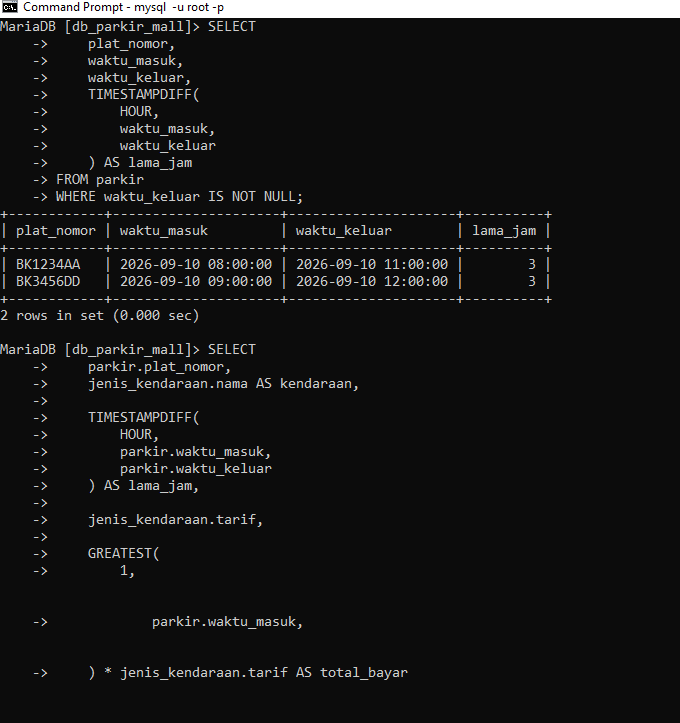 Command Prompt - mysql -u root -p
MariaDB [db_parkir_mall]> SELECT
    ->     plat_nomor,
    ->     waktu_masuk,
    ->     waktu_keluar,
    ->     TIMESTAMPDIFF(
    ->         HOUR,
    ->         waktu_masuk,
    ->         waktu_keluar
    ->     ) AS lama_jam
    -> FROM parkir
    -> WHERE waktu_keluar IS NOT NULL;
+------------+---------------------+---------------------+----------+
| plat_nomor | waktu_masuk         | waktu_keluar        | lama_jam |
+------------+---------------------+---------------------+----------+
| BK1234AA   | 2026-09-10 08:00:00 | 2026-09-10 11:00:00 |        3 |
| BK3456DD   | 2026-09-10 09:00:00 | 2026-09-10 12:00:00 |        3 |
+------------+---------------------+---------------------+----------+
2 rows in set (0.000 sec)
MariaDB [db_parkir_mall]> SELECT
    ->     parkir.plat_nomor,
    ->     jenis_kendaraan.nama AS kendaraan,
    ->
    ->     TIMESTAMPDIFF(
    ->         HOUR,
    ->         parkir.waktu_masuk,
    ->         parkir.waktu_keluar
    ->     ) AS lama_jam,
    ->
    ->     jenis_kendaraan.tarif,
    ->
    ->     GREATEST(
    ->         1,
    ->             parkir.waktu_masuk,
    ->     ) * jenis_kendaraan.tarif AS total_bayar